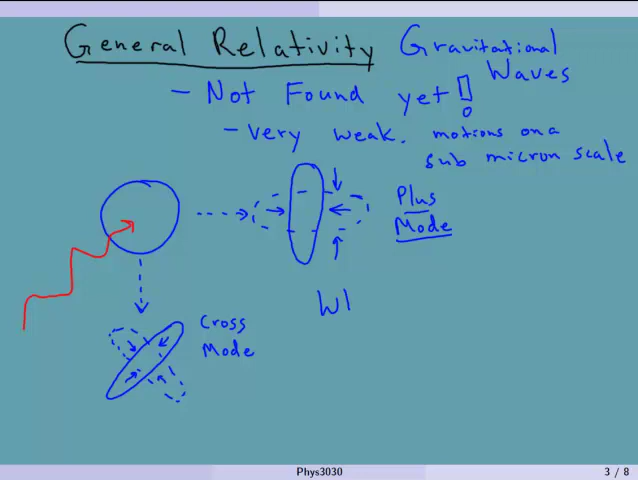 General Relativity Gravitational
Waves
- Not Found yet!
- Very weak. motions on a
sub micron scale
Plus
Mode
Cross
Mode
WI
Phys3030
3 / 8